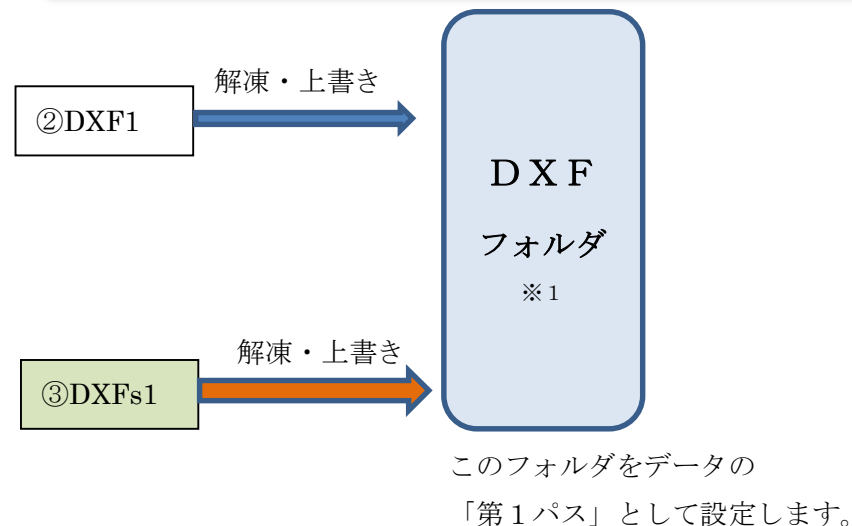 解凍・上書き
②DXF1
ＤＸＦ
フォルダ
※１
解凍・上書き
③DXFs1
このフォルダをデータの
「第１パス」として設定します。